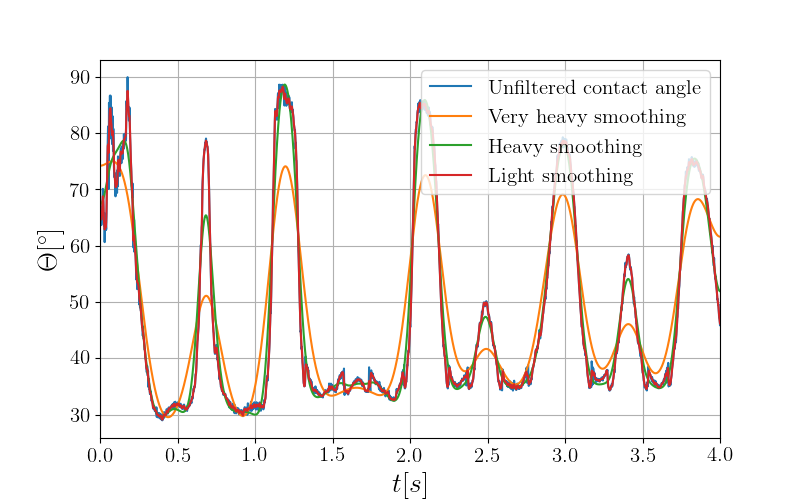 90
80
70
60
50
40
30
Θ[°]
Unfiltered contact angle
Very heavy smoothing
Heavy smoothing
Light smoothing
0.0 0.5 1.0 1.5 2.0 2.5 3.0 3.5 4.0
t[s]